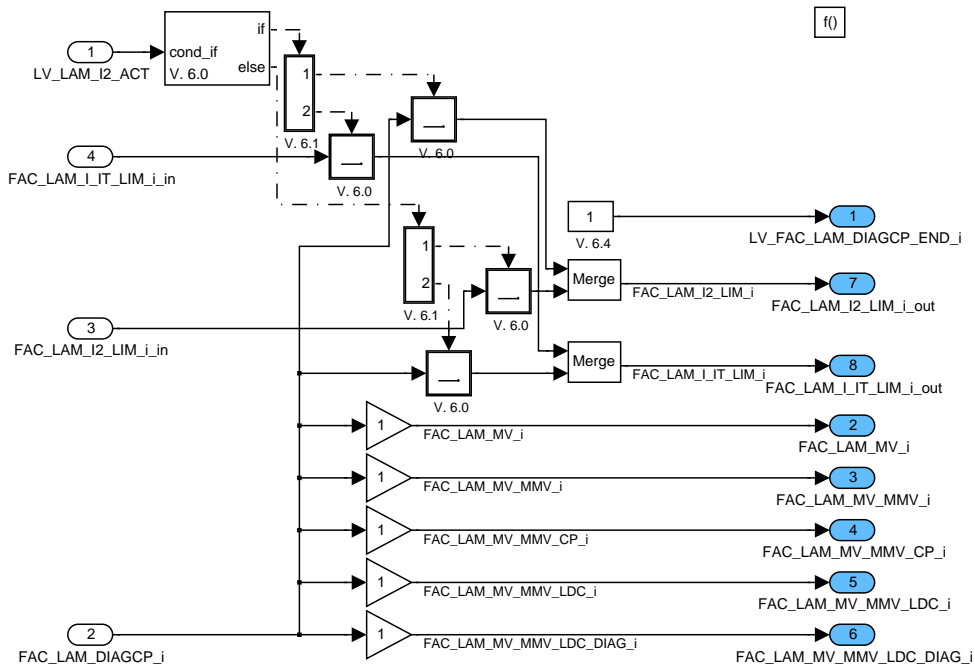 f()
if
1
cond_if
else
V. 6.0
LV_LAM_I2_ACT
1
2
V. 6.1
V. 6.0
4
V. 6.0
FAC_LAM_I_IT_LIM_i_in
1
1
V. 6.4
LV_FAC_LAM_DIAGCP_END_i
1
2
V. 6.1
Merge
FAC_LAM_I2_LIM_i
7
FAC_LAM_I2_LIM_i_out
V. 6.0
3
FAC_LAM_I2_LIM_i_in
Merge
FAC_LAM_I_IT_LIM_i
8
FAC_LAM_I_IT_LIM_i_out
V. 6.0
1
FAC_LAM_MV_i
2
FAC_LAM_MV_i
1
FAC_LAM_MV_MMV_i
3
FAC_LAM_MV_MMV_i
1
FAC_LAM_MV_MMV_CP_i
4
FAC_LAM_MV_MMV_CP_i
1
FAC_LAM_MV_MMV_LDC_i
5
FAC_LAM_MV_MMV_LDC_i
2
FAC_LAM_DIAGCP_i
1
FAC_LAM_MV_MMV_LDC_DIAG_i
6
FAC_LAM_MV_MMV_LDC_DIAG_i